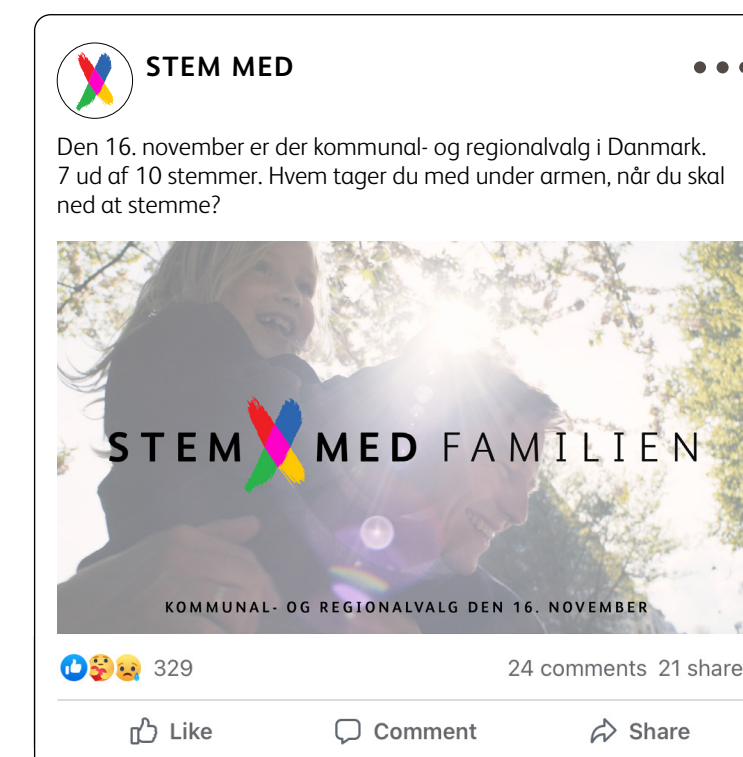 STEM MED
Den 16. november er der kommunal- og regionalvalg i Danmark.
7 ud af 10 stemmer. Hvem tager du med under armen, når du skal
ned at stemme?
STEM MED FAMILIEN
KOMMUNAL- OG REGIONALVALG DEN 16. NOVEMBER
329 24 comments 21 share
Like Comment Share